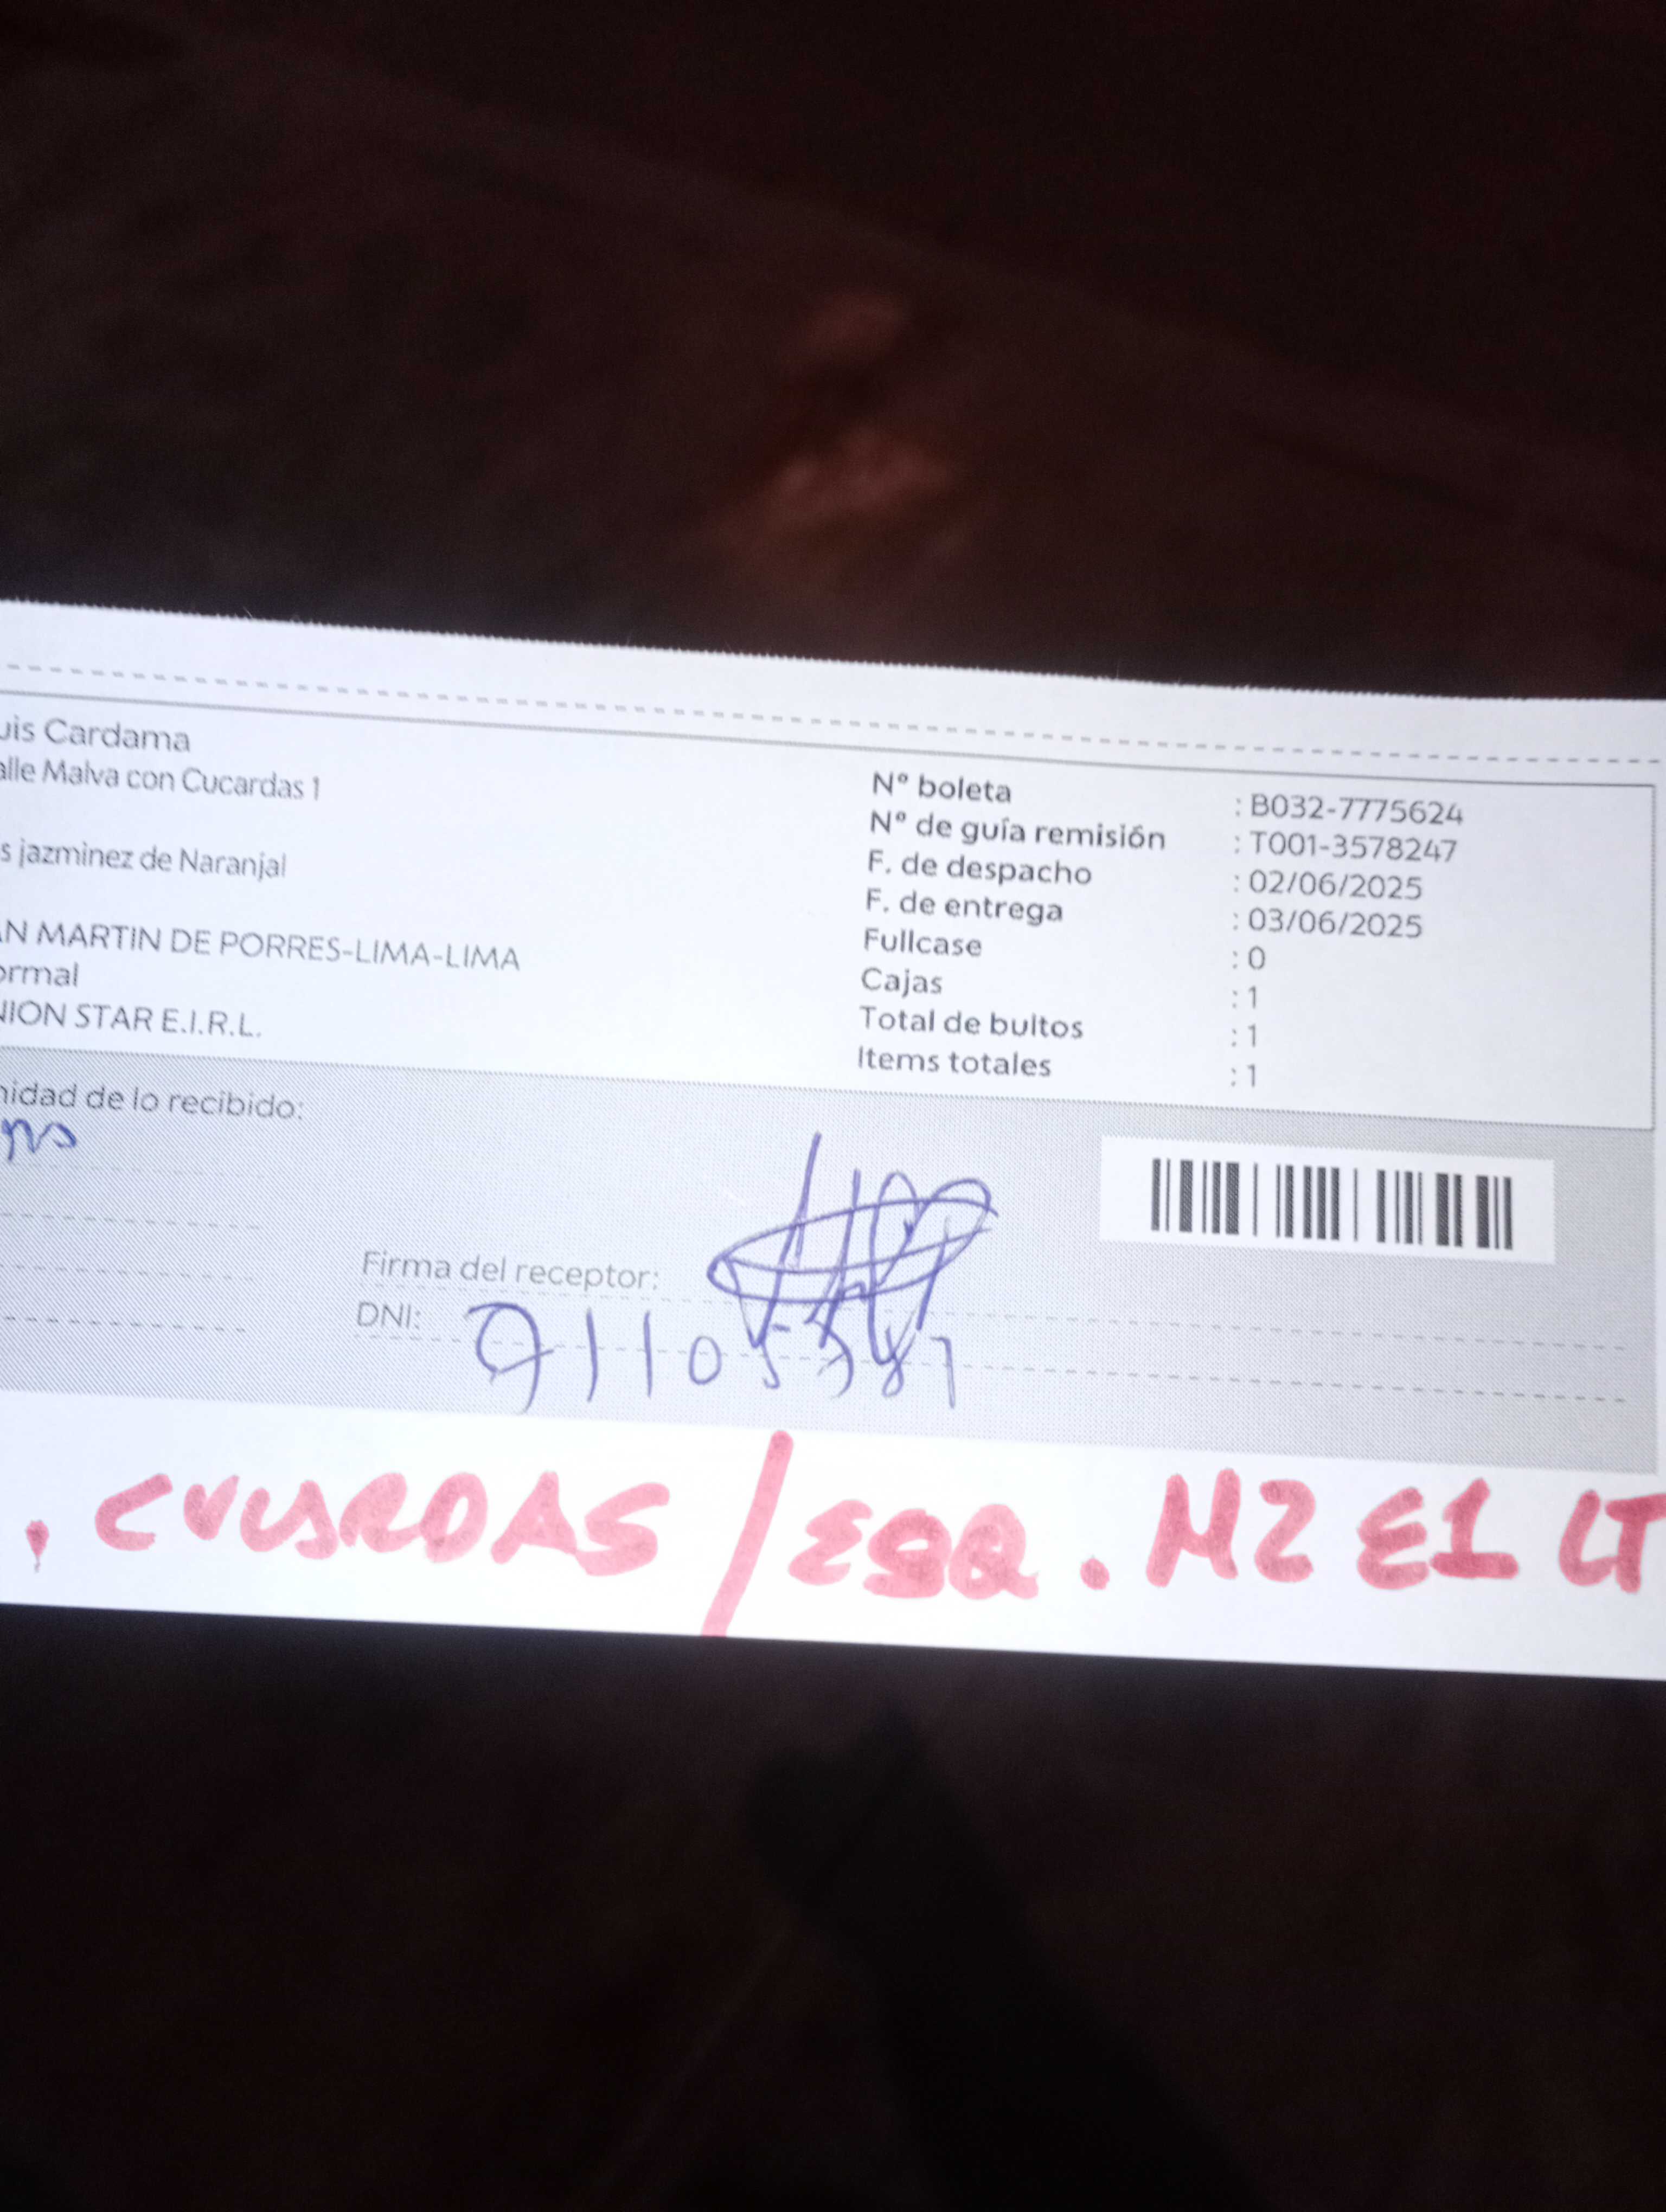 uis Cardama
alle Malva con Cucardas 1
s jazminez de Naranjal
AN MARTIN DE PORRES-LIMA-LIMA
ormal
NION STAR E.I.R.L.
N° boleta : B032-7775624
N° de guía remisión : T001-3578247
F. de despacho : 02/06/2025
F. de entrega : 03/06/2025
Fullcase : 0
Cajas : 1
Total de bultos : 1
Items totales : 1
nidad de lo recibido:
Firma del receptor:
DNI:
. CUCARDAS / ESQ. MZ E1 LT